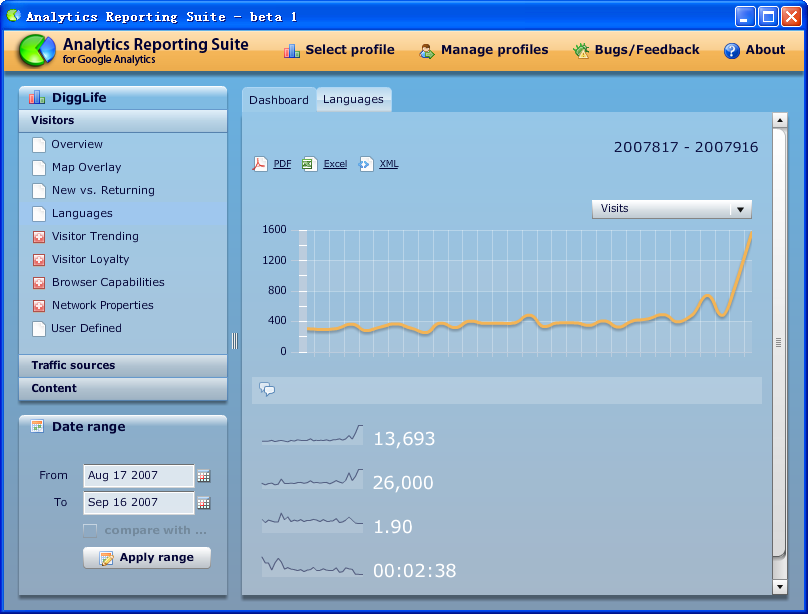 Analytics Reporting Suite - beta 1
Analytics Reporting Suite
for Google Analytics
Select profile
Manage profiles
Bugs/Feedback
About
DiggLife
Visitors
Overview
Map Overlay
New vs. Returning
Languages
Visitor Trending
Visitor Loyalty
Browser Capabilities
Network Properties
User Defined
Traffic sources
Content
Date range
From Aug 17 2007
To Sep 16 2007
compare with ...
Apply range
Dashboard Languages
2007817 - 2007916
PDF Excel XML
Visits
1600
1200
800
400
0
13,693
26,000
1.90
00:02:38